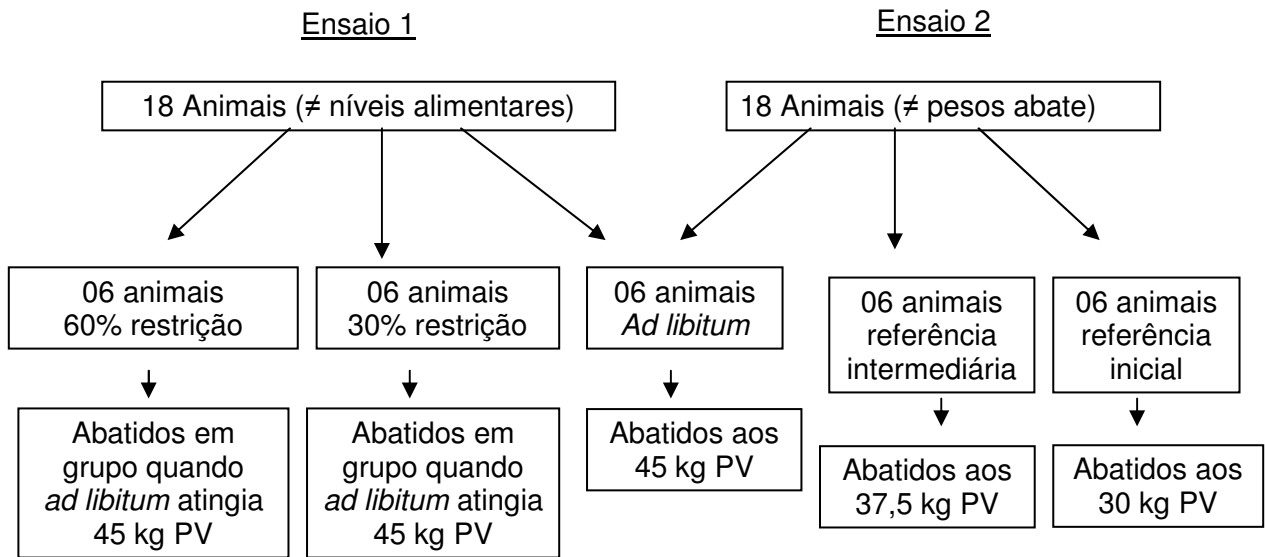 Ensaio 1
Ensaio 2
18 Animais (≠ níveis alimentares)
18 Animais (≠ pesos abate)
06 animais
60% restrição
06 animais
30% restrição
06 animais
Ad libitum
06 animais
referência
intermediária
06 animais
referência
inicial
Abatidos em
grupo quando
ad libitum atingia
45 kg PV
Abatidos em
grupo quando
ad libitum atingia
45 kg PV
Abatidos aos
45 kg PV
Abatidos aos
37,5 kg PV
Abatidos aos
30 kg PV